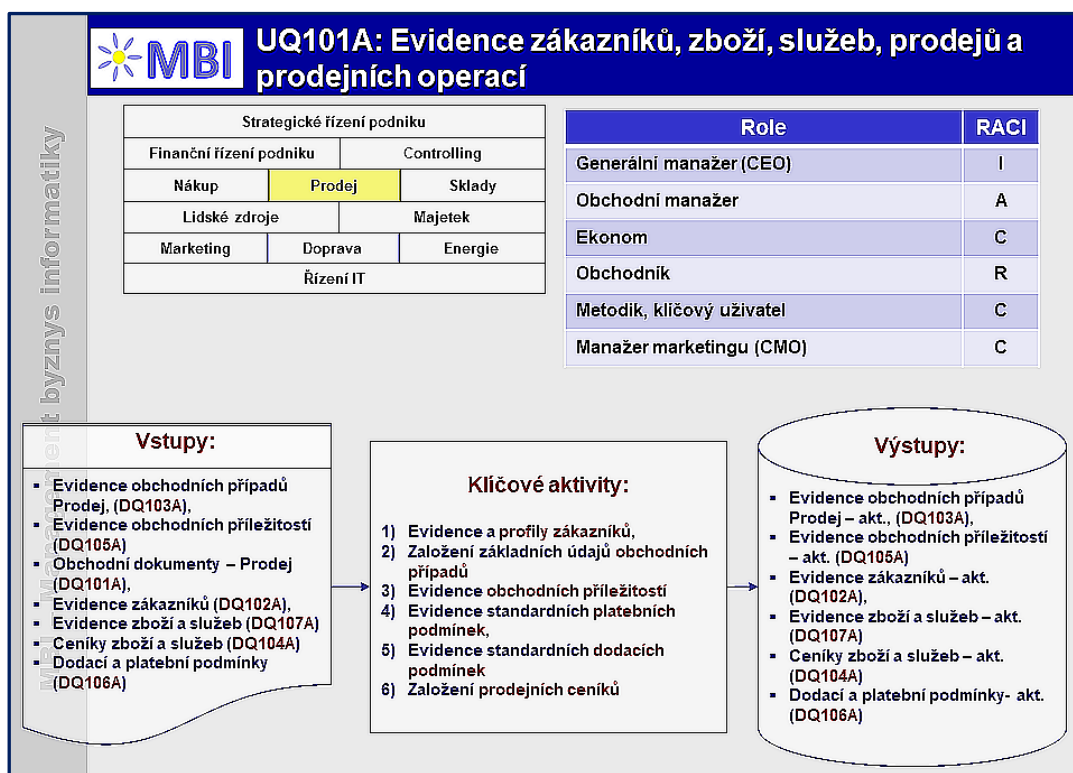 MBI
UQ101A: Evidence zákazníků, zboží, služeb, prodejů a
prodejních operací
MBI - Management byznys informatiky
Strategické řízení podniku
Finanční řízení podniku Controlling
Nákup Prodej Sklady
Lidské zdroje Majetek
Marketing Doprava Energie
Řízení IT
Role RACI
Generální manažer (CEO) I
Obchodní manažer A
Ekonom C
Obchodník R
Metodik, klíčový uživatel C
Manažer marketingu (CMO) C
Vstupy:
▪ Evidence obchodních případů
Prodej, (DQ103A),
▪ Evidence obchodních příležitostí
(DQ105A)
▪ Obchodní dokumenty – Prodej
(DQ101A),
▪ Evidence zákazníků (DQ102A),
▪ Evidence zboží a služeb (DQ107A)
▪ Ceníky zboží a služeb (DQ104A)
▪ Dodací a platební podmínky
(DQ106A)
Klíčové aktivity:
1) Evidence a profily zákazníků,
2) Založení základních údajů obchodních
případů
3) Evidence obchodních příležitostí
4) Evidence standardních platebních
podmínek,
5) Evidence standardních dodacích
podmínek
6) Založení prodejních ceníků
Výstupy:
▪ Evidence obchodních případů
Prodej – akt., (DQ103A),
▪ Evidence obchodních příležitostí
– akt. (DQ105A)
▪ Evidence zákazníků – akt.
(DQ102A),
▪ Evidence zboží a služeb – akt.
(DQ107A)
▪ Ceníky zboží a služeb – akt.
(DQ104A)
▪ Dodací a platební podmínky- akt.
(DQ106A)